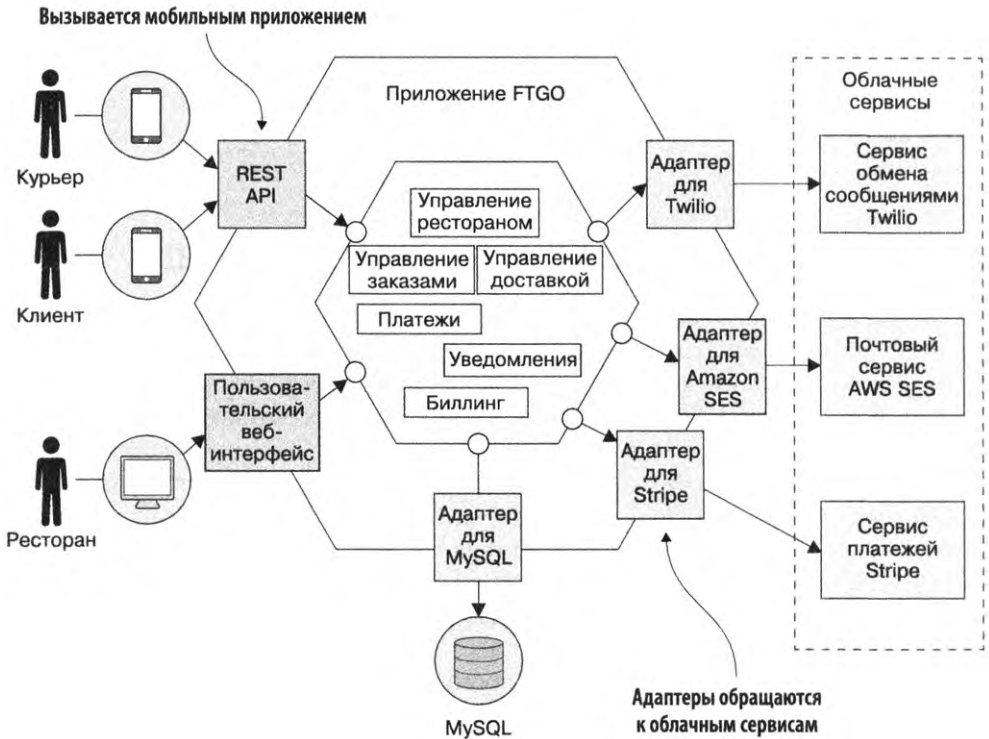 Вызывается мобильным приложением
Приложение FTGO
Облачные
сервисы
Курьер
REST
API
Адаптер
для
Twilio
Сервис
обмена
сообщениями
Twilio
Управление
рестораном
Управление
заказами
Управление
доставкой
Клиент
Платежи
Уведомления
Биллинг
Адаптер
для
Amazon
SES
Почтовый
сервис
AWS SES
Пользова-
тельский
веб-
интерфейс
Ресторан
Адаптер
для
Stripe
Адаптер
для
MySQL
Сервис
платежей
Stripe
MySQL
Адаптеры обращаются
к облачным сервисам